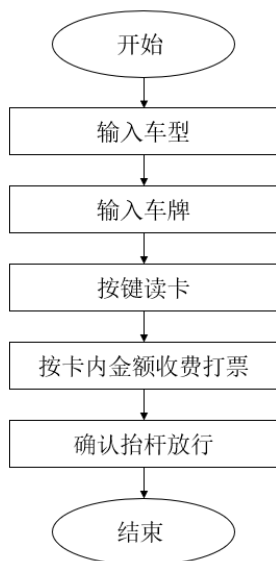 开始
输入车型
输入车牌
按键读卡
按卡内金额收费打票
确认抬杆放行
结束